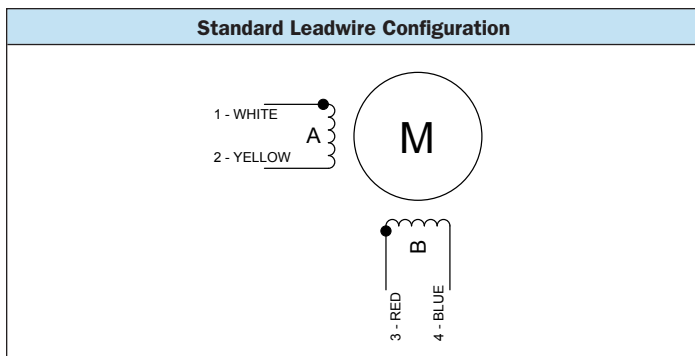 Standard Leadwire Configuration
1 - WHITE
A
2 - YELLOW
M
B
3 - RED
4 - BLUE